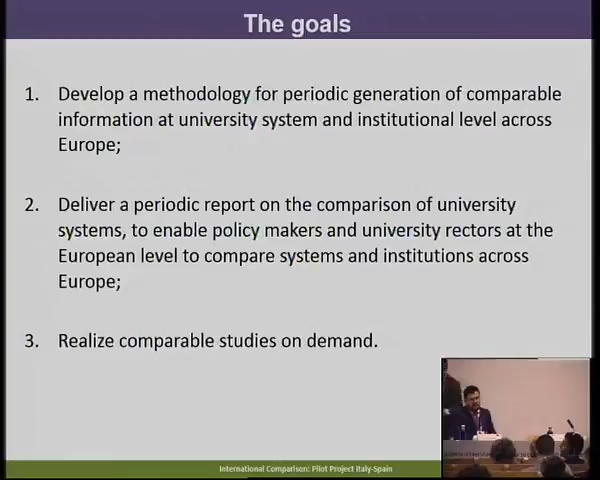 The goals
1. Develop a methodology for periodic generation of comparable
information at university system and institutional level across
Europe;
2. Deliver a periodic report on the comparison of university
systems, to enable policy makers and university rectors at the
European level to compare systems and institutions across
Europe;
3. Realize comparable studies on demand.
International Comparison: Pilot Project Italy-Spain